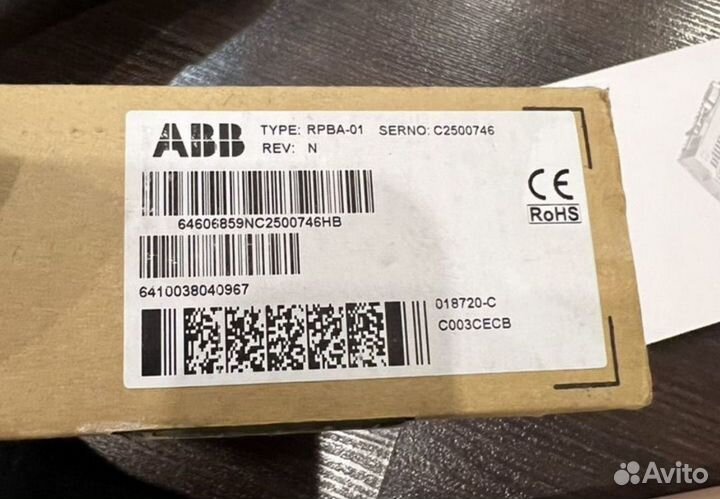 ABB TYPE: RPBA-01 SERNO: C2500746
REV: N
64606859NC2500746HB
CE
RoHS
6410038040967
018720-C
C003CECB
Avito